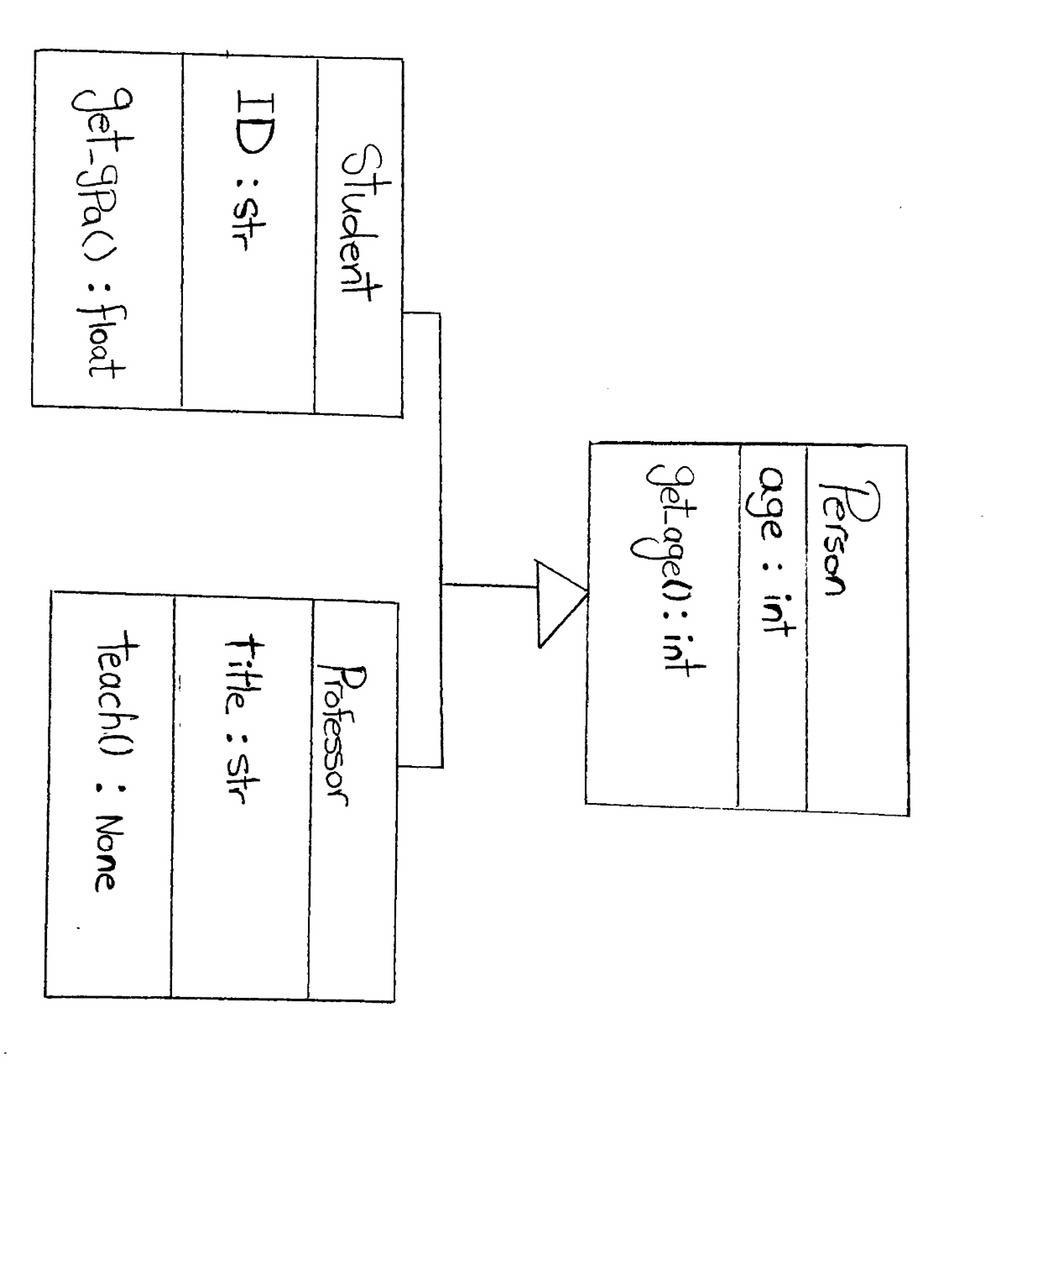 Person
age : int
get_age() : int
Student
ID : str
get_gPa() : float
Professor
title : str
teach() : None